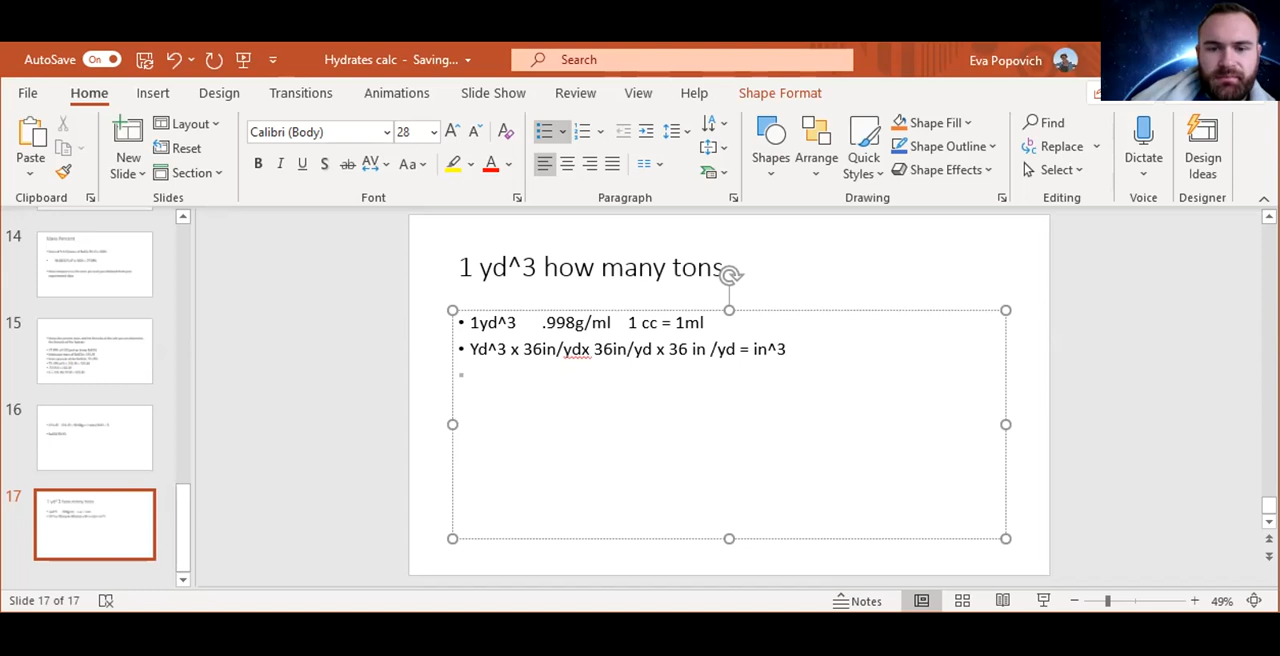 AutoSave On Hydrates calc - Saving... Search Eva Popovich
File Home Insert Design Transitions Animations Slide Show Review View Help Shape Format
Paste
New Slide
Layout
Reset
Section
Calibri (Body) 28
B I U S ab AV Aa A
Shapes Arrange Quick Styles
Shape Fill
Shape Outline
Shape Effects
Find
Replace
Select
Dictate
Design Ideas
Clipboard Slides Font Paragraph Drawing Editing Voice Designer
14
15
16
17
1 yd^3 how many tons
• 1yd^3 .998g/ml 1 cc = 1ml
• Yd^3 x 36in/ydx 36in/yd x 36 in /yd = in^3
Slide 17 of 17 Notes 49%